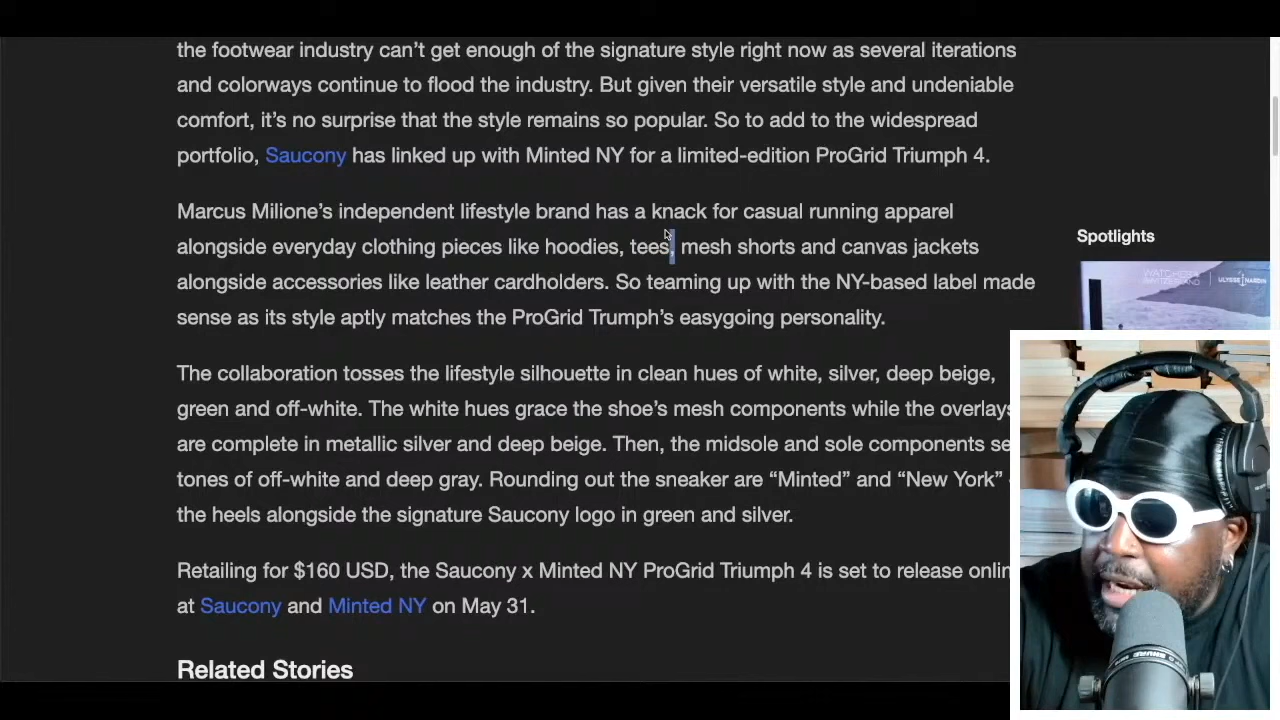 the footwear industry can’t get enough of the signature style right now as several iterations
and colorways continue to flood the industry. But given their versatile style and undeniable
comfort, it’s no surprise that the style remains so popular. So to add to the widespread
portfolio, Saucony has linked up with Minted NY for a limited-edition ProGrid Triumph 4.
Marcus Milione’s independent lifestyle brand has a knack for casual running apparel
alongside everyday clothing pieces like hoodies, tees, mesh shorts and canvas jackets
alongside accessories like leather cardholders. So teaming up with the NY-based label made
sense as its style aptly matches the ProGrid Trumph’s easygoing personality.
The collaboration tosses the lifestyle silhouette in clean hues of white, silver, deep beige,
green and off-white. The white hues grace the shoe’s mesh components while the overlays
are complete in metallic silver and deep beige. Then, the midsole and sole components se
tones of off-white and deep gray. Rounding out the sneaker are “Minted” and “New York”
the heels alongside the signature Saucony logo in green and silver.
Retailing for $160 USD, the Saucony x Minted NY ProGrid Triumph 4 is set to release onlin
at Saucony and Minted NY on May 31.
Related Stories
Spotlights
WATCHES OF
SWITZERLAND
ULYSSE NARDIN
SHURE